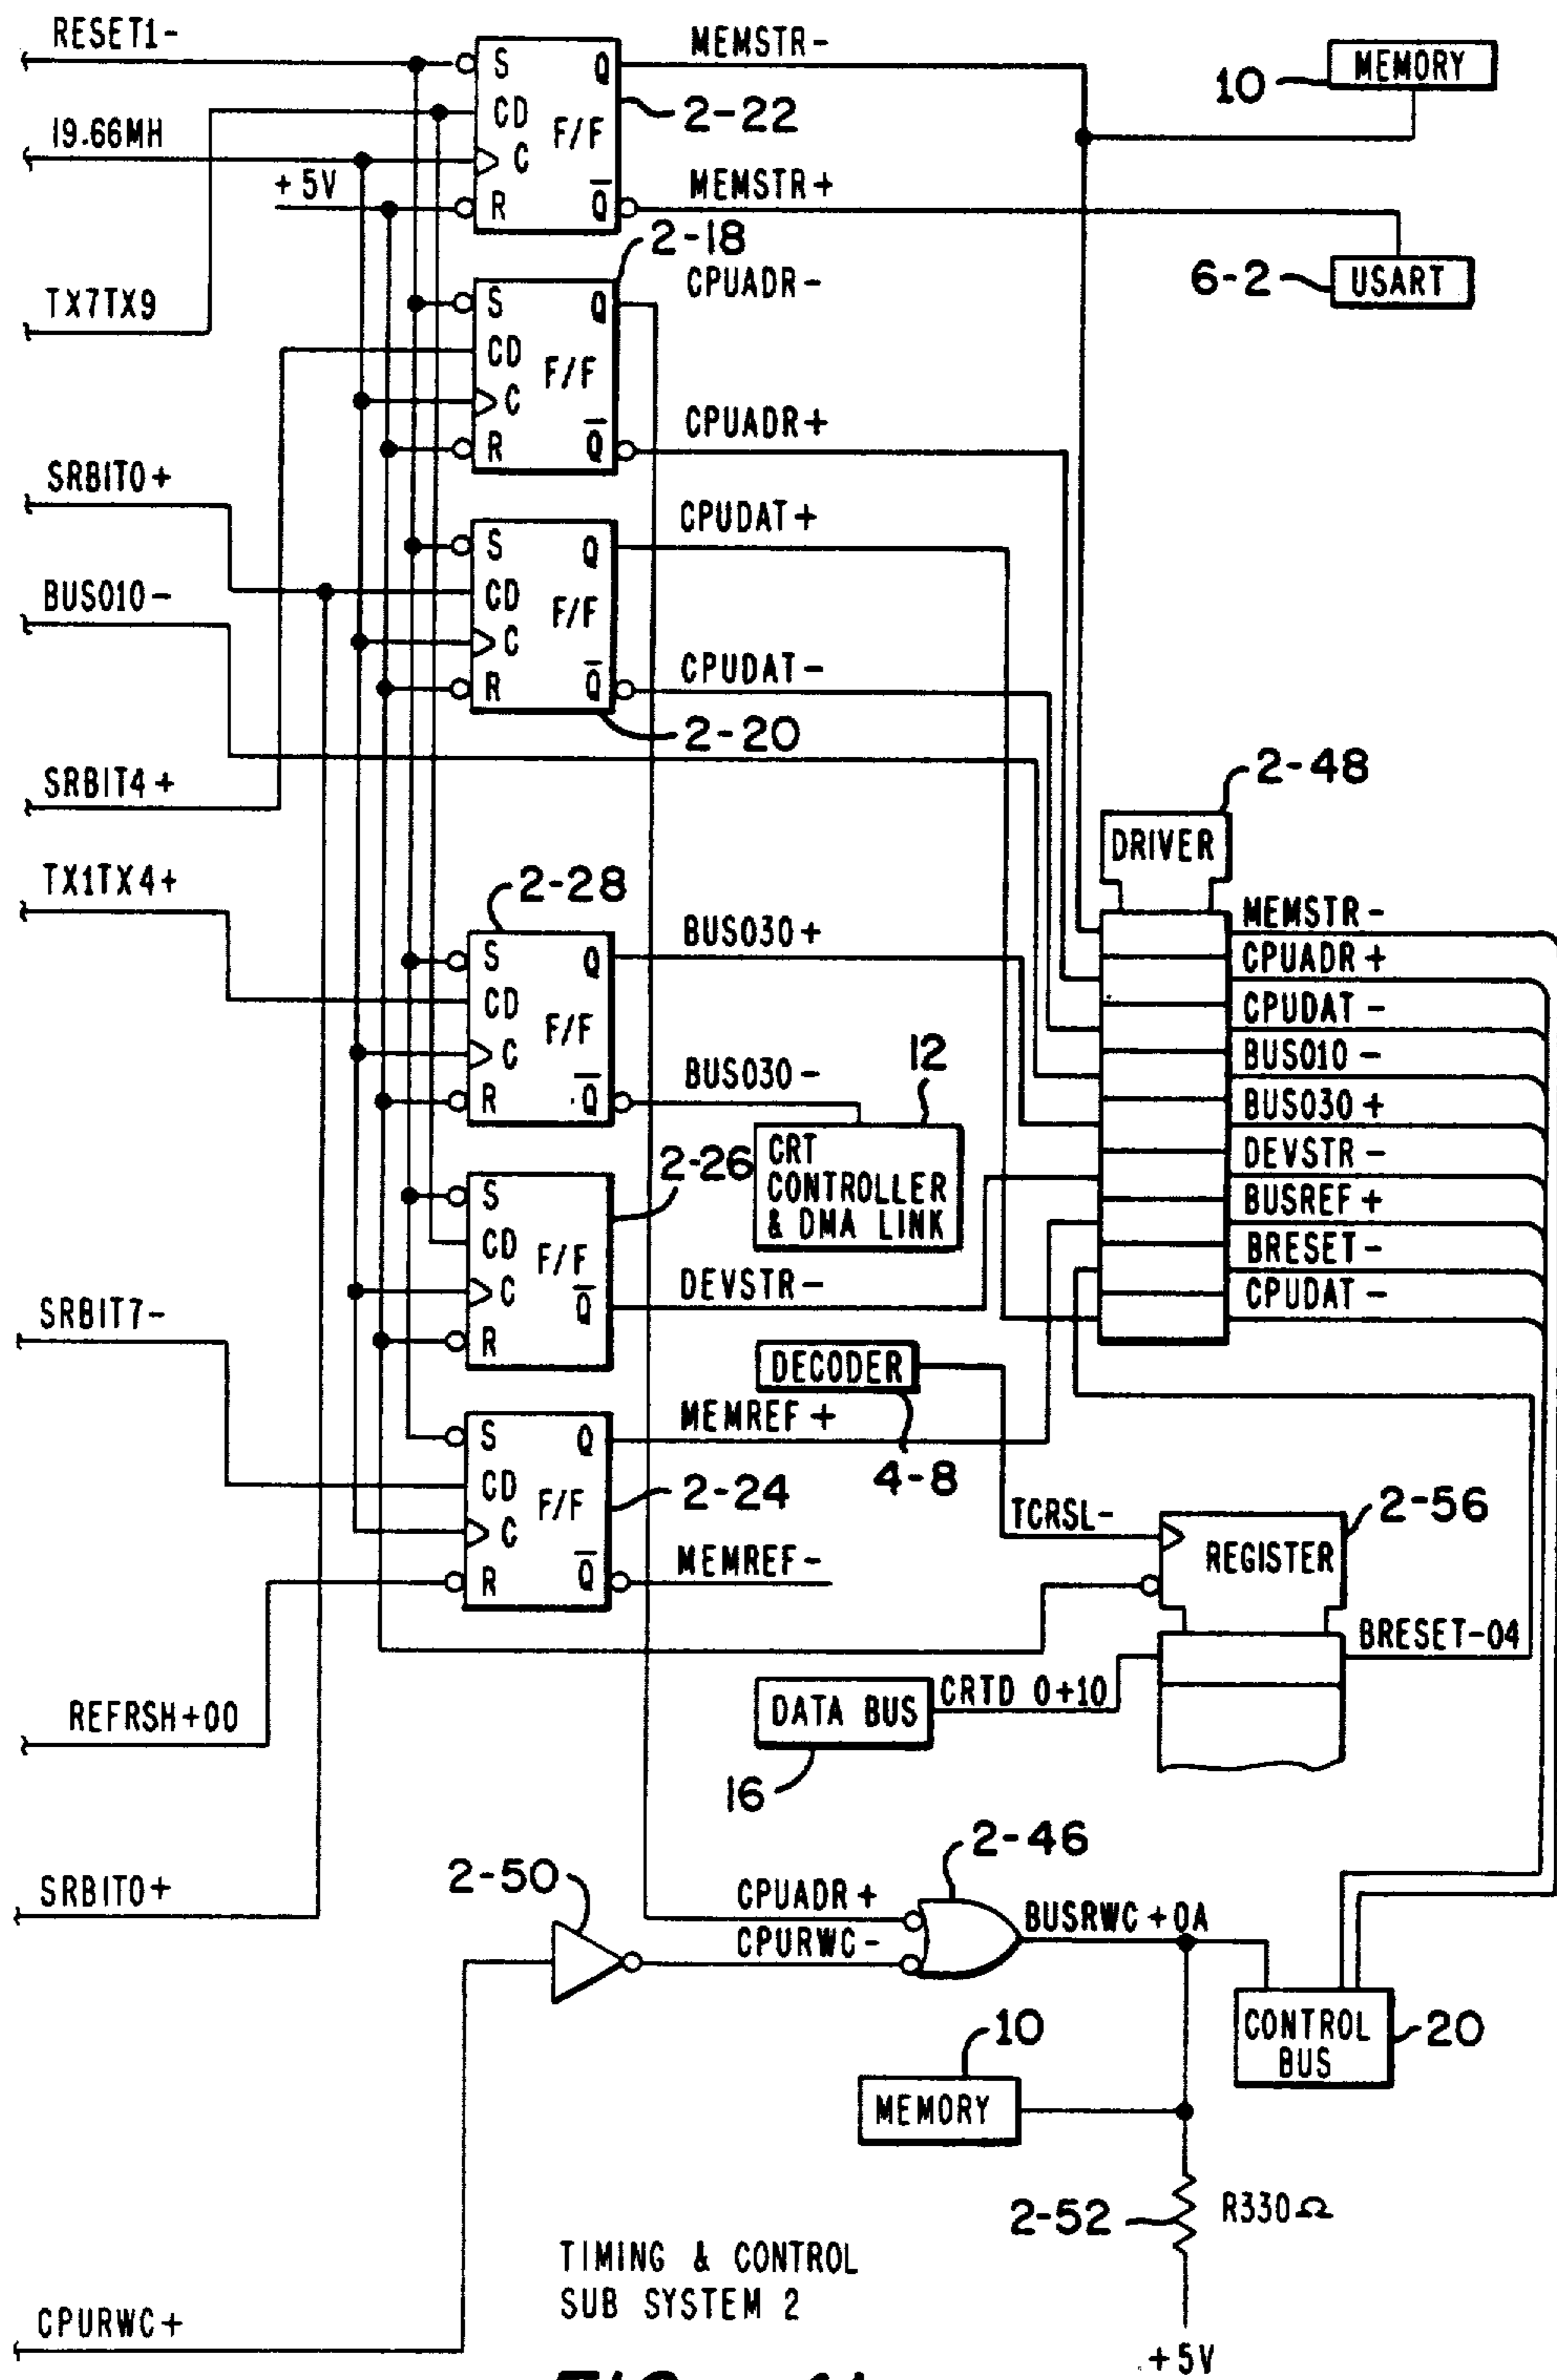 RESET1-
MEMSTR-
MEMORY
10
S
Q
CD
2-22
19.66MH
F/F
C
+5V
MEMSTR+
R
Q̅
2-18
CPUADR-
6-2
USART
TX7TX9
S
Q
CD
F/F
C
CPUADR+
R
Q̅
SRBIT0+
CPUDAT+
S
Q
BUS010-
CD
F/F
C
CPUDAT-
R
Q̅
2-20
SRBIT4+
2-48
DRIVER
TX1TX4+
2-28
BUS030+
S
Q
CD
F/F
C
BUS030-
12
R
Q̅
MEMSTR-
CPUADR+
CPUDAT-
BUS010-
BUS030+
DEVSTR-
BUSREF+
BRESET-
CPUDAT-
CRT
CONTROLLER
& DMA LINK
2-26
S
CD
F/F
C
Q̅
DEVSTR-
R
SRBIT7-
DECODER
4-8
MEMREF+
S
Q
CD
F/F
2-24
C
R
Q̅
MEMREF-
TCRSL-
2-56
REGISTER
BRESET-04
CRTD 0+10
DATA BUS
16
REFRSH+00
SRBIT0+
2-50
2-46
CPUADR+
CPURWC-
BUSRWC+0A
CONTROL
BUS
20
10
MEMORY
2-52
R330Ω
+5V
TIMING & CONTROL
SUB SYSTEM 2
CPURWC+